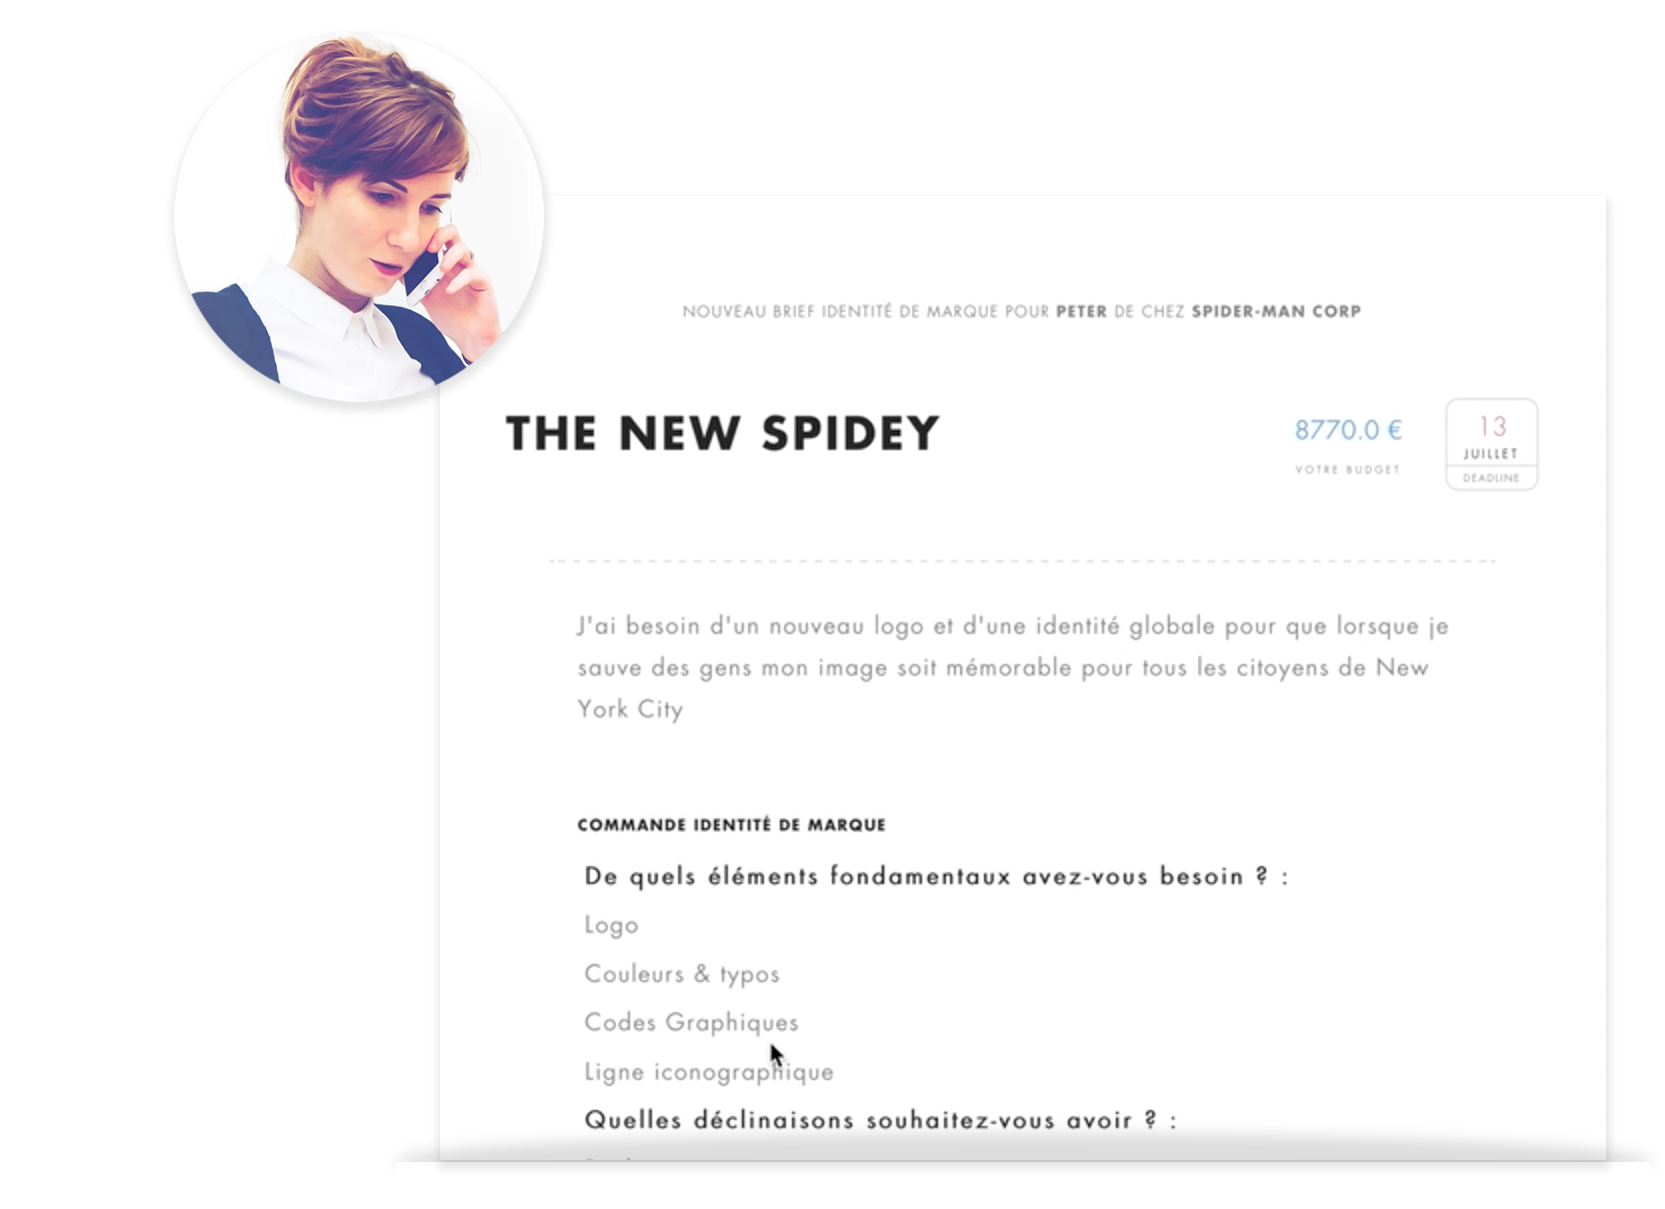 NOUVEAU BRIEF IDENTITÉ DE MARQUE POUR PETER DE CHEZ SPIDER-MAN CORP
THE NEW SPIDEY
8770.0 €
VOTRE BUDGET
13
JUILLET
DEADLINE
J'ai besoin d'un nouveau logo et d'une identité globale pour que lorsque je
sauve des gens mon image soit mémorable pour tous les citoyens de New
York City
COMMANDE IDENTITÉ DE MARQUE
De quels éléments fondamentaux avez-vous besoin ? :
Logo
Couleurs & typos
Codes Graphiques
Ligne iconographique
Quelles déclinaisons souhaitez-vous avoir ? :